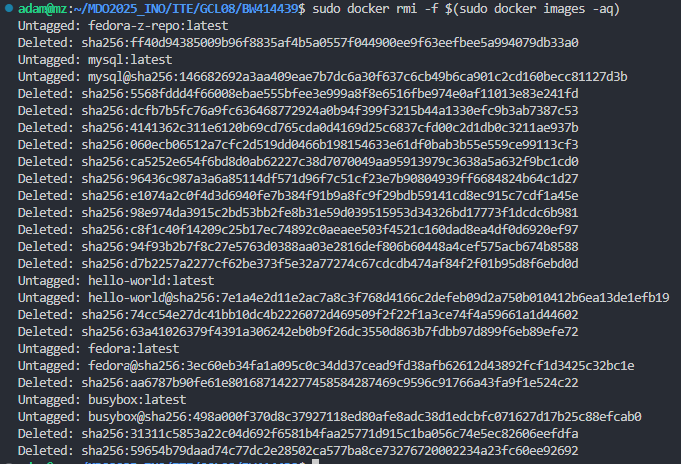 adam@mz:~/MDO2025_INO/ITE/GCL08/BW414439$ sudo docker rmi -f $(sudo docker images -aq)
Untagged: fedora-z-repo:latest
Deleted: sha256:ff40d94385009b96f8835af4b5a0557f044900ee9f63eefbee5a994079db33a0
Untagged: mysql:latest
Untagged: mysql@sha256:146682692a3aa409eae7b7dc6a30f637c6cb49b6ca901c2cd160becc81127d3b
Deleted: sha256:5568fddd4f66008ebae555bfee3e999a8f8e6516fbe974e0af11013e83e241fd
Deleted: sha256:dcfb7b5fc76a9fc636468772924a0b94f399f3215b44a1330efc9b3ab7387c53
Deleted: sha256:4141362c311e6120b69cd765cda0d4169d25c6837cfd00c2d1db0c3211ae937b
Deleted: sha256:060ecb06512a7cfc2d519dd0466b198154633e61df0bab3b55e559ce99113cf3
Deleted: sha256:ca5252e654f6bd8d0ab62227c38d7070049aa95913979c3638a5a632f9bc1cd0
Deleted: sha256:96436c987a3a6a85114df571d96f7c51cf23e7b90804939ff6684824b64c1d27
Deleted: sha256:e1074a2c0f4d3d6940fe7b384f91b9a8fc9f29bdb59141cd8ec915c7cdf1a45e
Deleted: sha256:98e974da3915c2bd53bb2fe8b31e59d039515953d34326bd17773f1dcdc6b981
Deleted: sha256:c8f1c40f14209c25b17ec74892c0aeaee503f4521c160dad8ea4df0d6920ef97
Deleted: sha256:94f93b2b7f8c27e5763d0388aa03e2816def806b60448a4cef575acb674b8588
Deleted: sha256:d7b2257a2277cf62be373f5e32a77274c67cdcdb474af84f2f01b95d8f6ebd0d
Untagged: hello-world:latest
Untagged: hello-world@sha256:7e1a4e2d11e2ac7a8c3f768d4166c2defeb09d2a750b010412b6ea13de1efb19
Deleted: sha256:74cc54e27dc41bb10dc4b2226072d469509f2f22f1a3ce74f4a59661a1d44602
Deleted: sha256:63a41026379f4391a306242eb0b9f26dc3550d863b7fdbb97d899f6eb89efe72
Untagged: fedora:latest
Untagged: fedora@sha256:3ec60eb34fa1a095c0c34dd37cead9fd38afb62612d43892fcf1d3425c32bc1e
Deleted: sha256:aa6787b90fe61e801687142277458584287469c9596c91766a43fa9f1e524c22
Untagged: busybox:latest
Untagged: busybox@sha256:498a000f370d8c37927118ed80afe8adc38d1edcbfc071627d17b25c88efcab0
Deleted: sha256:31311c5853a22c04d692f6581b4faa25771d915c1ba056c74e5ec82606eefdfa
Deleted: sha256:59654b79daad74c77dc2e28502ca577ba8ce73276720002234a23fc60ee92692